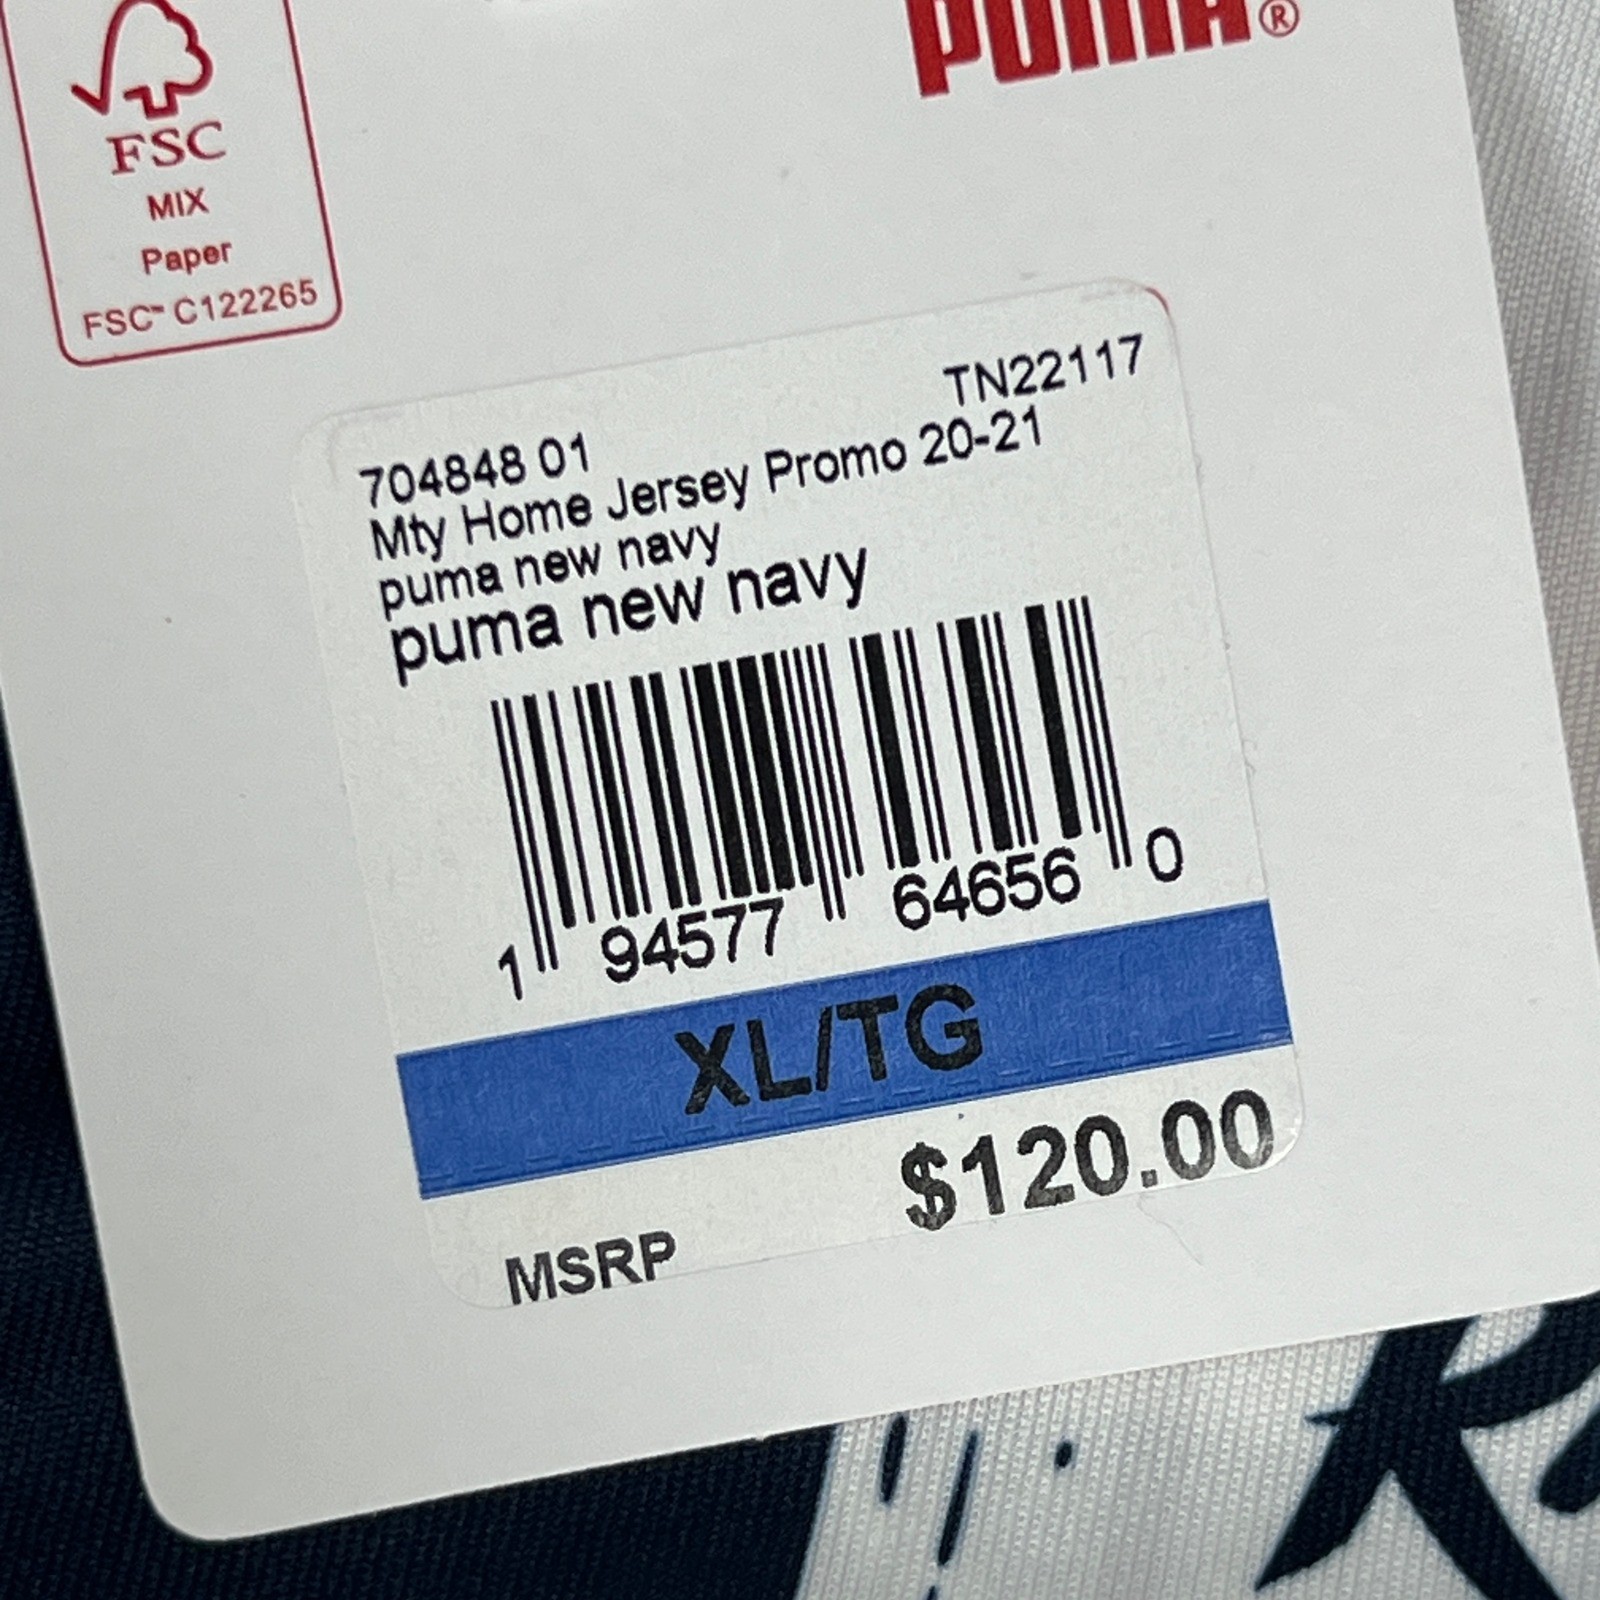 PUMA®
FSC
MIX
Paper
FSC™ C122265
TN22117
704848 01
Mty Home Jersey Promo 20-21
puma new navy
puma new navy
1 94577 64656 0
XL/TG
$120.00
MSRP